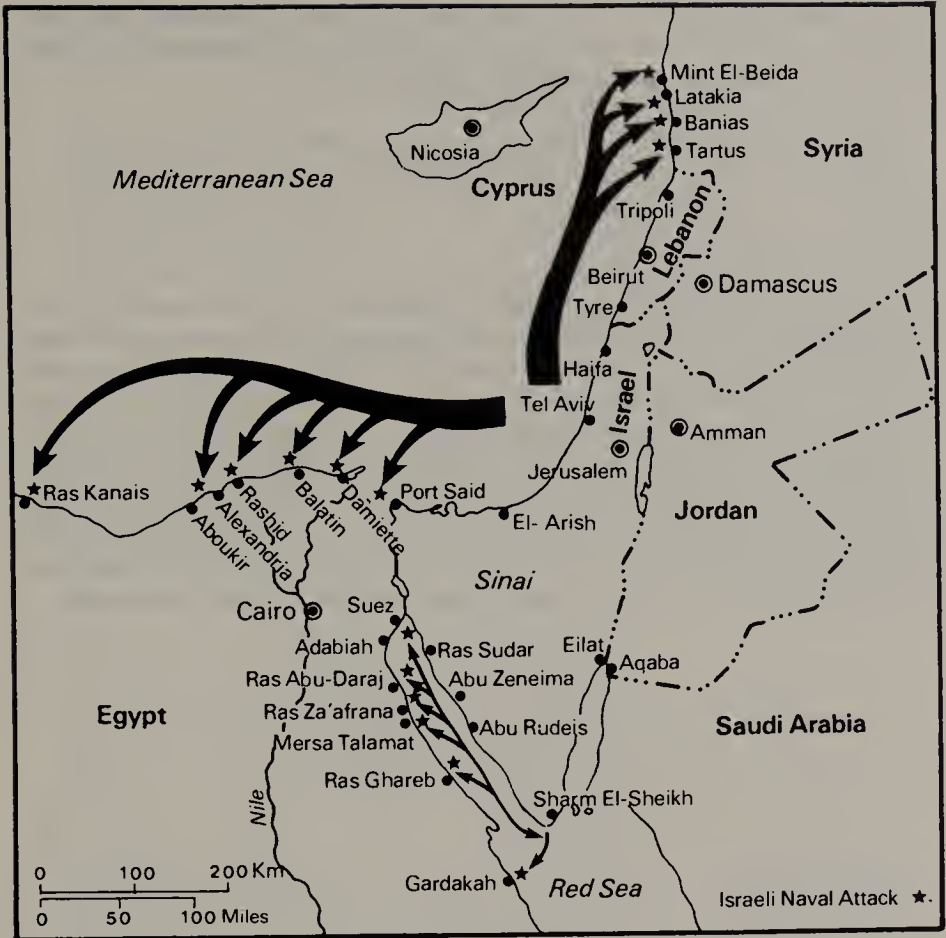 Mint El-Beida
Latakia
Banias
Tartus
Syria
Nicosia
Mediterranean Sea
Cyprus
Tripoli
Lebanon
Beirut
Damascus
Tyre
Haifa
Israel
Tel Aviv
Amman
Jerusalem
Jordan
Ras Kanais
Aboukir
Alexandria
Rashid
Balatin
Damiette
Port Said
El- Arish
Sinai
Cairo
Suez
Adabiah
Ras Sudar
Eilat
Aqaba
Ras Abu-Daraj
Abu Zeneima
Egypt
Ras Za'afrana
Abu Rudeis
Saudi Arabia
Mersa Talamat
Ras Ghareb
Nile
Sharm El-Sheikh
0 100 200 Km
0 50 100 Miles
Gardakah
Red Sea
Israeli Naval Attack ★.